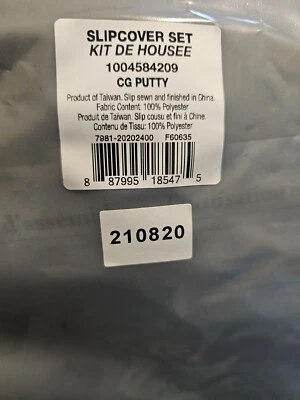 SLIPCOVER SET
KIT DE HOUSEE
1004584209
CG PUTTY
Product of Taiwan. Slip sewn and finished in China.
Fabric Content: 100% Polyester
Produit de Taiwan. Slip cousu et fini à Chine.
Contenu de Tissu: 100% Polyester
7981-20202400 F60635
8 87995 18547 5
210820